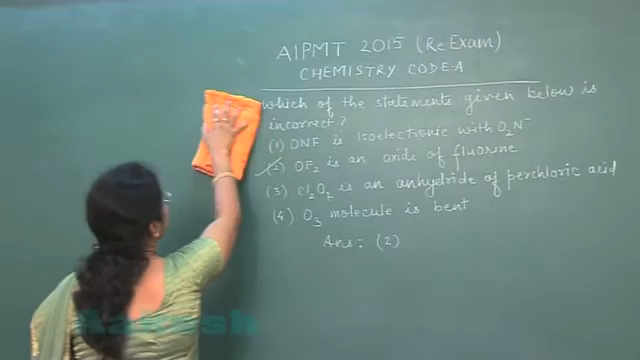 AIPMT 2015 (Re Exam)
CHEMISTRY CODE-A
which of the statements given below is
incorrect?
(1) ONF is Isoelectronic with O₂N⁻
(2) OF₂ is an oxide of fluorine
(3) Cl₂O₇ is an anhydride of perchloric acid
(4) O₃ molecule is bent
Ans: (2)
Aakash